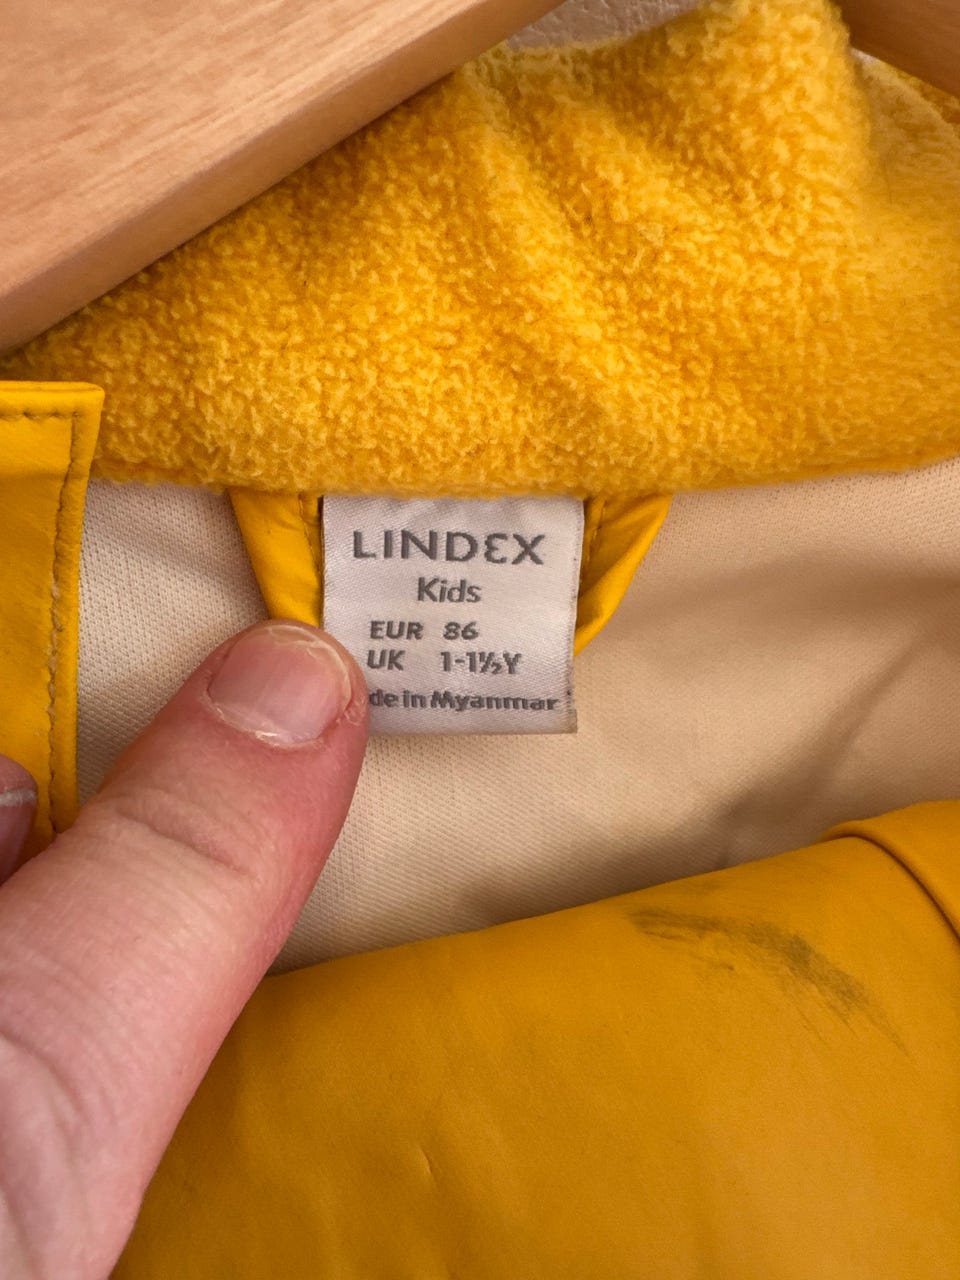 LINDEX
Kids
EUR 86
UK 1-1½Y
de in Myanmar